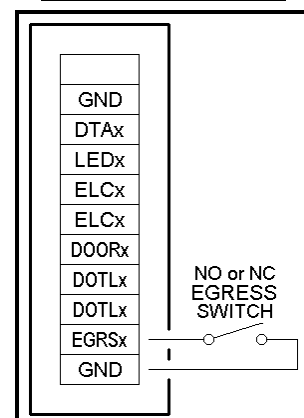 GND
DTAx
LEDx
ELCx
ELCx
DOORx
DOTLx
DOTLx
EGRSx
GND
NO or NC
EGRESS
SWITCH